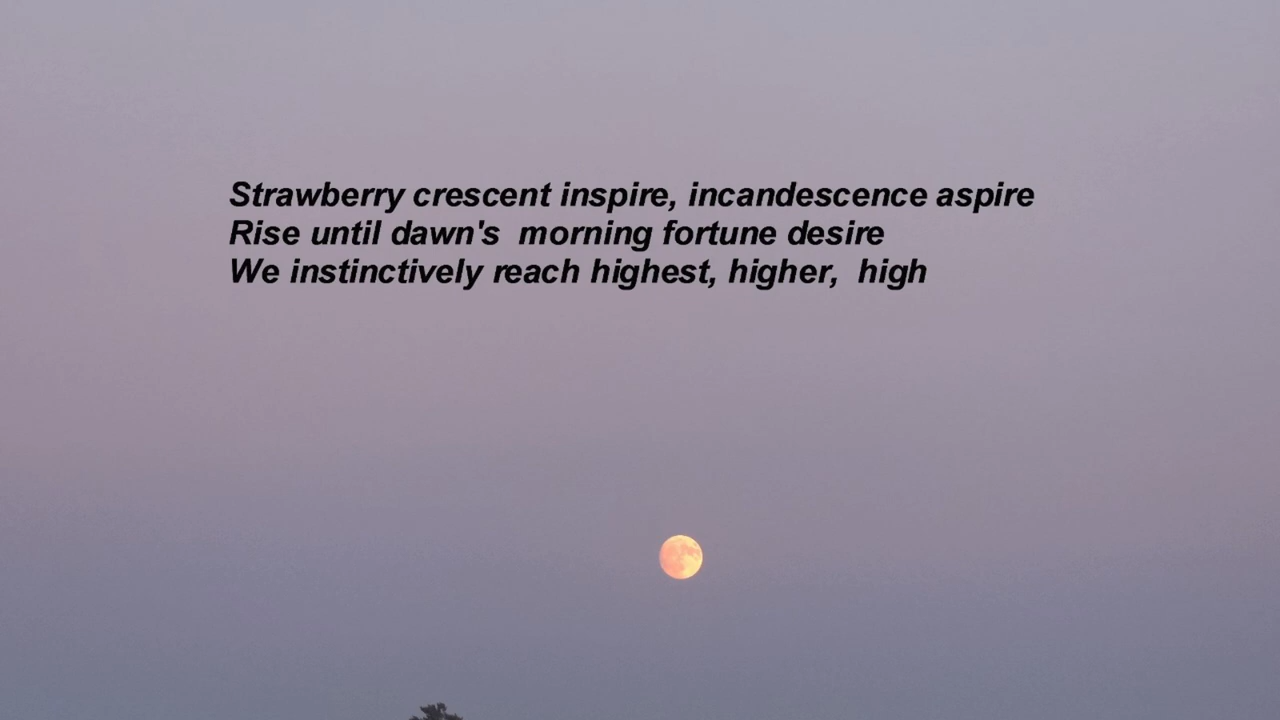 Strawberry crescent inspire, incandescence aspire
Rise until dawn's  morning fortune desire
We instinctively reach highest, higher,  high